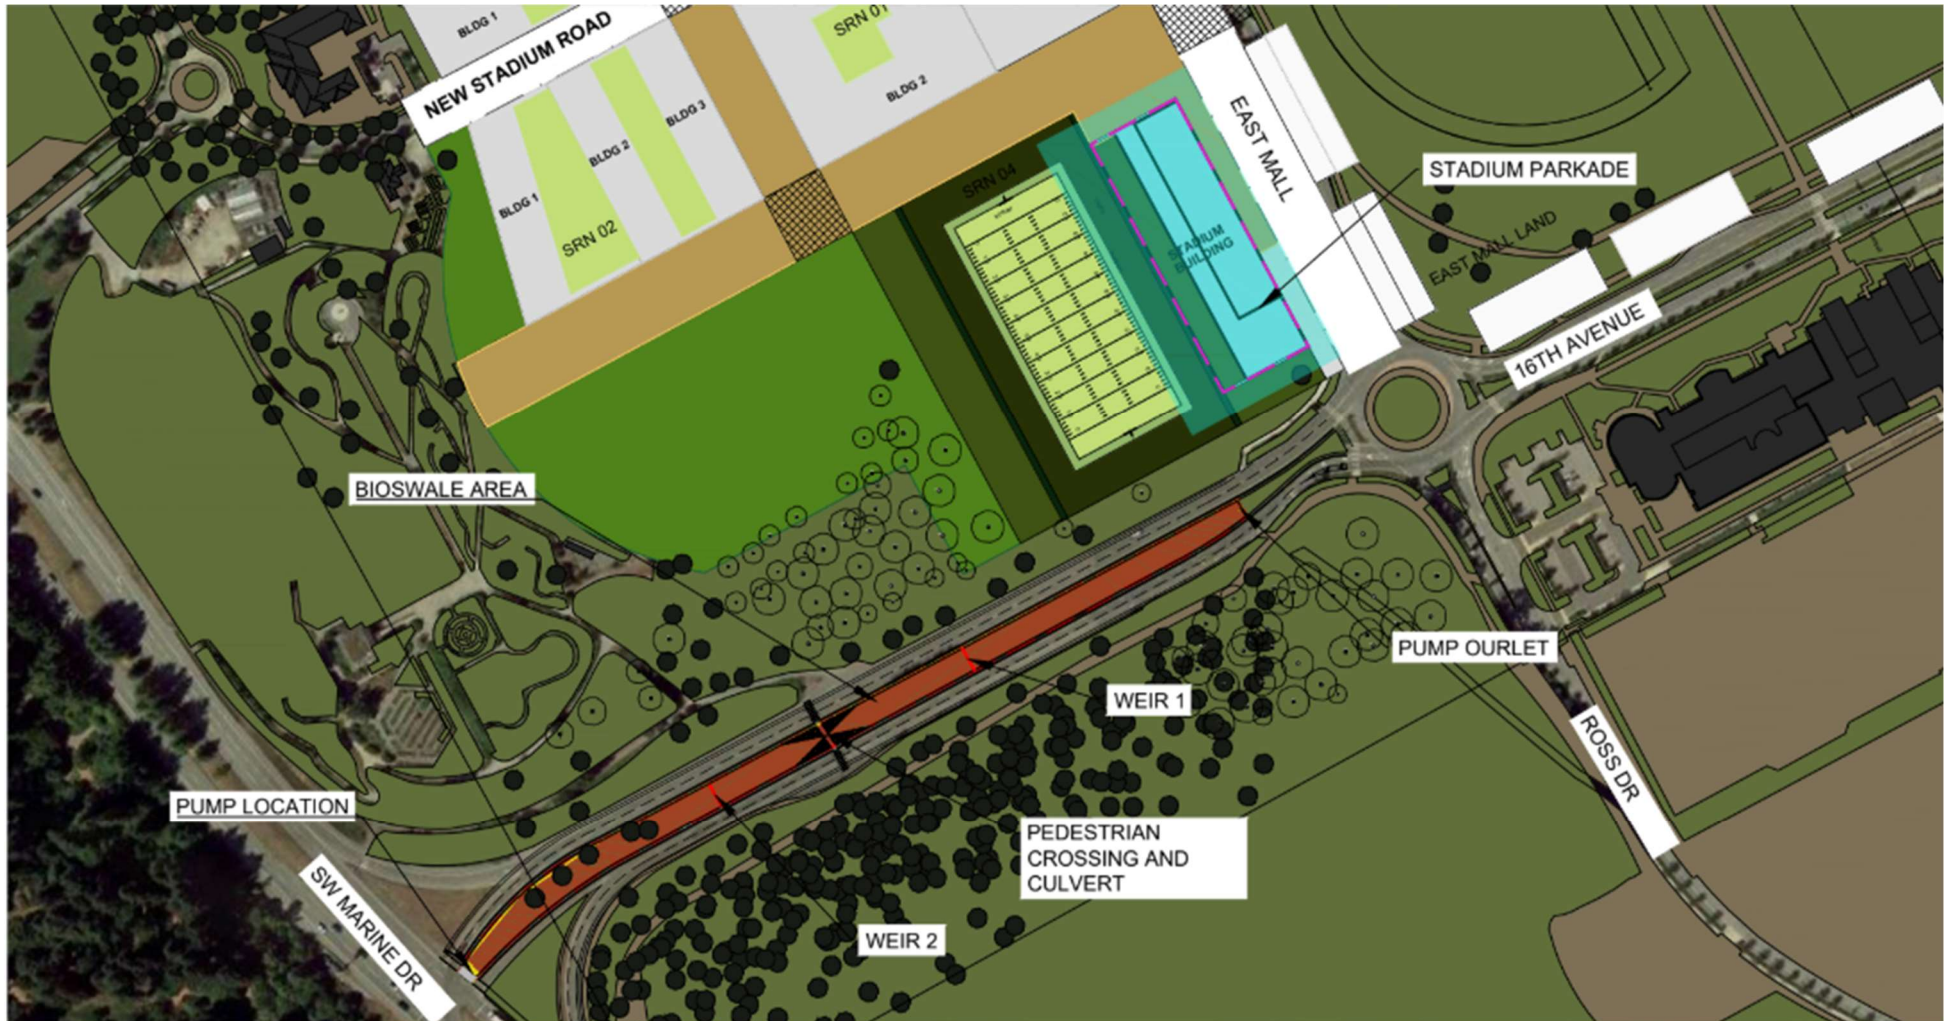 BLDG 1
NEW STADIUM ROAD
SRN 01
BLDG 2
BLDG 3
BLDG 2
BLDG 1
SRN 02
SRN 04
EAST MALL
STADIUM
BUILDING
STADIUM PARKADE
EAST MALL LAND
16TH AVENUE
BIOSWALE AREA
PUMP OURLET
WEIR 1
ROSS DR
PUMP LOCATION
PEDESTRIAN
CROSSING AND
CULVERT
SW MARINE DR
WEIR 2